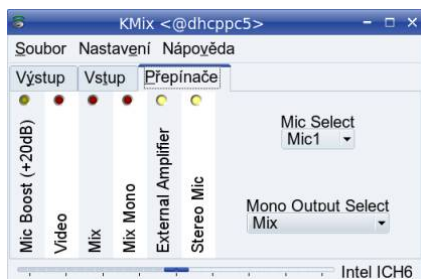 KMix <@dhcppc5>
Soubor Nastavení Nápověda
Výstup Vstup Přepínače
Mic Boost (+20dB)
Video
Mix
Mix Mono
External Amplifier
Stereo Mic
Mic Select
Mic1
Mono Output Select
Mix
Intel ICH6